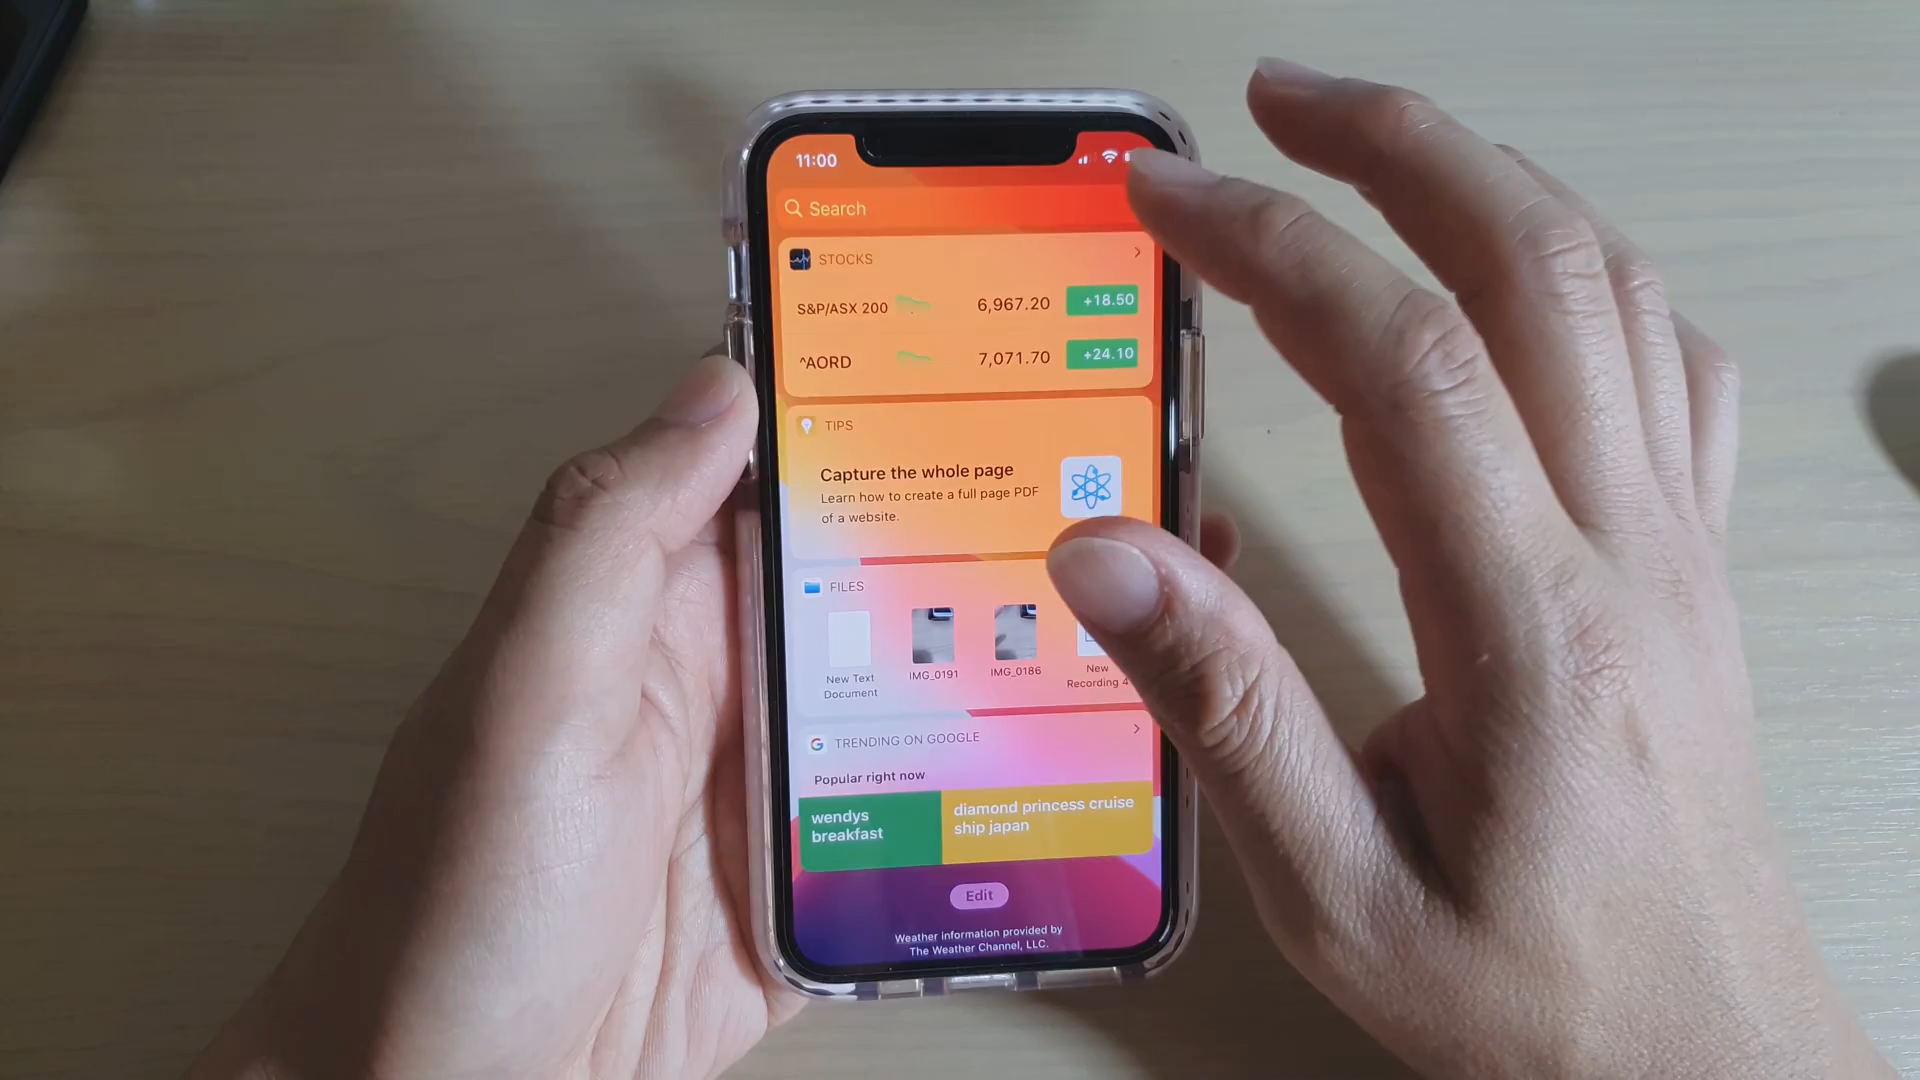 11:00
Search
STOCKS
S&P/ASX 200 6,967.20 +18.50
^AORD 7,071.70 +24.10
TIPS
Capture the whole page
Learn how to create a full page PDF
of a website.
FILES
New Text
Document
IMG_0191
IMG_0186
New
Recording 4
TRENDING ON GOOGLE
Popular right now
wendys
breakfast
diamond princess cruise
ship japan
Edit
Weather information provided by
The Weather Channel, LLC.